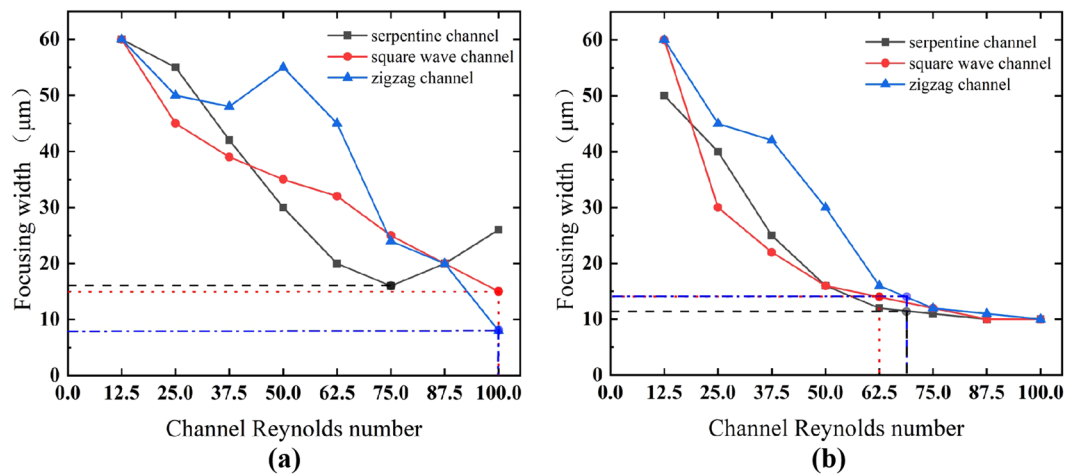 60
50
40
30
20
10
0
Focusing width （μm）
serpentine channel
square wave channel
zigzag channel
0.0 12.5 25.0 37.5 50.0 62.5 75.0 87.5 100.0
Channel Reynolds number
(a)
60
50
40
30
20
10
0
Focusing width （μm）
serpentine channel
square wave channel
zigzag channel
0.0 12.5 25.0 37.5 50.0 62.5 75.0 87.5 100.0
Channel Reynolds number
(b)